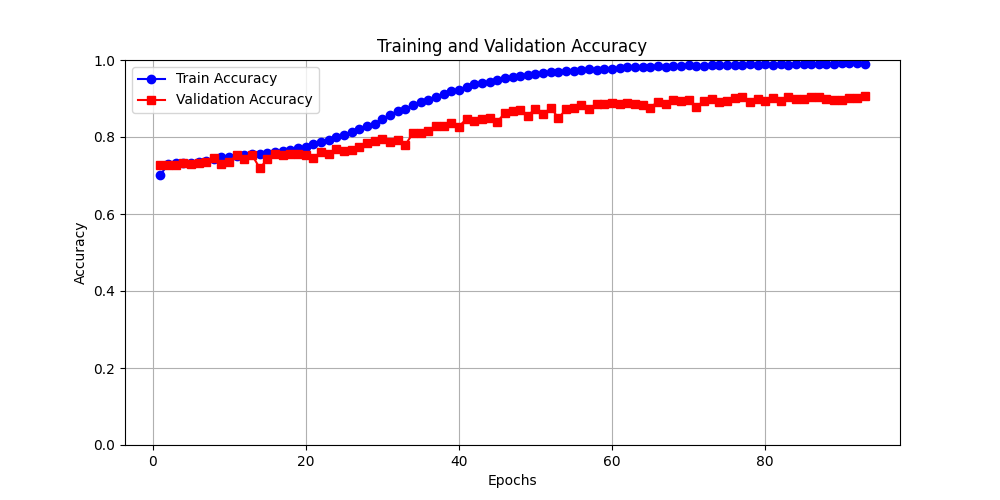 Training and Validation Accuracy
Train Accuracy
Validation Accuracy
1.0
0.8
0.6
0.4
0.2
0.0
Accuracy
0 20 40 60 80
Epochs